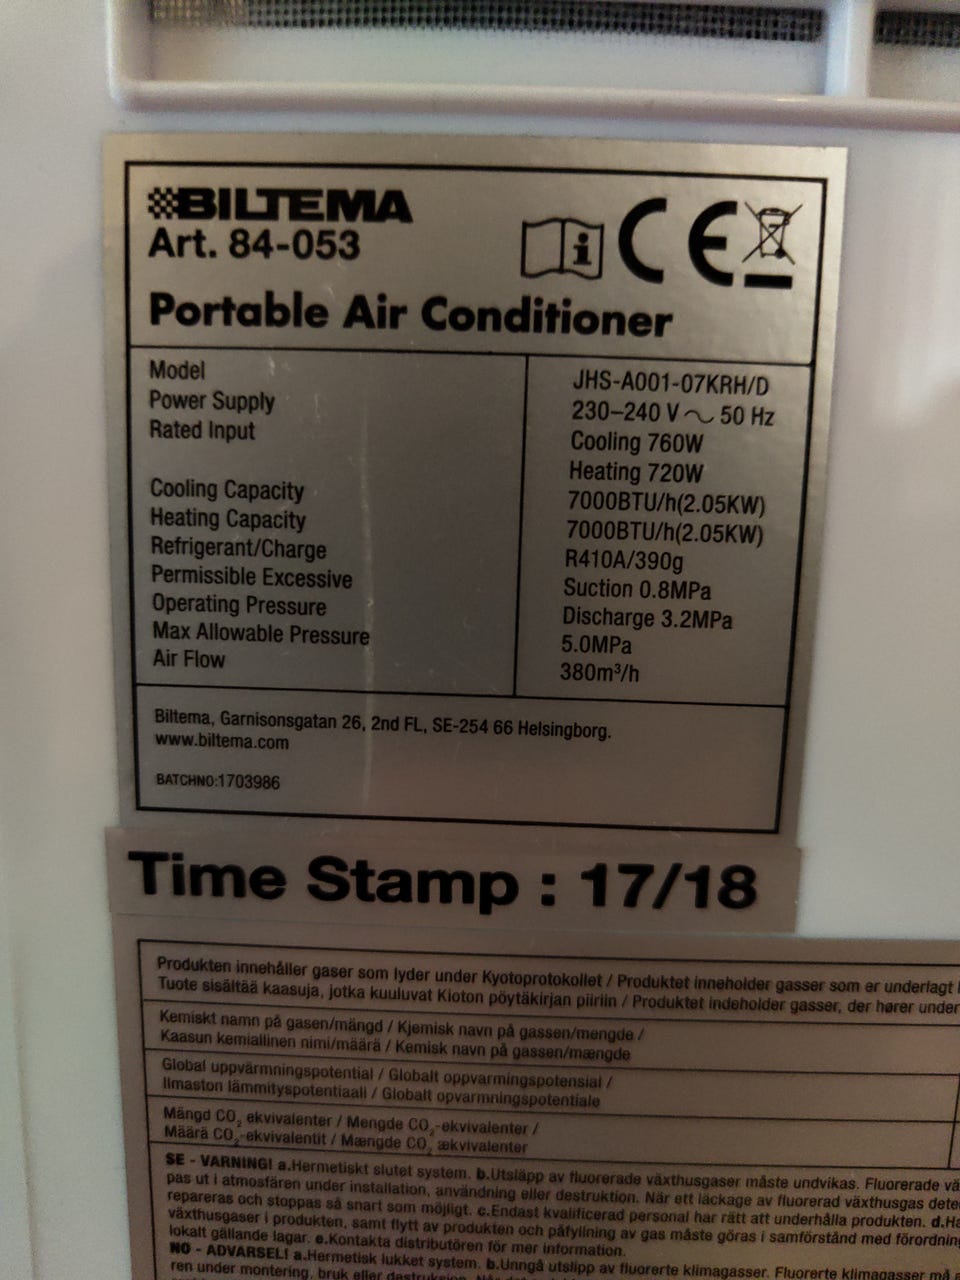 BILTEMA
Art. 84-053
Portable Air Conditioner
Model JHS-A001-07KRH/D
Power Supply 230–240 V ~ 50 Hz
Rated Input Cooling 760W
Heating 720W
Cooling Capacity 7000BTU/h(2.05KW)
Heating Capacity 7000BTU/h(2.05KW)
Refrigerant/Charge R410A/390g
Permissible Excessive Suction 0.8MPa
Operating Pressure Discharge 3.2MPa
Max Allowable Pressure 5.0MPa
Air Flow 380m³/h
Biltema, Garnisonsgatan 26, 2nd FL, SE-254 66 Helsingborg.
www.biltema.com
BATCHNO:1703986
Time Stamp : 17/18
Produkten innehåller gaser som lyder under Kyotoprotokollet / Produktet inneholder gasser som er underlagt
Tuote sisältää kaasuja, jotka kuuluvat Kioton pöytäkirjan piiriin / Produktet indeholder gasser, der hører under
Kemiskt namn på gasen/mängd / Kjemisk navn på gassen/mengde /
Kaasun kemiallinen nimi/määrä / Kemisk navn på gassen/mængde
Global uppvärmningspotential / Globalt oppvarmingspotensial /
Ilmaston lämmityspotentiaali / Globalt opvarmningspotentiale
Mängd CO₂ ekvivalenter / Mengde CO₂-ekvivalenter /
Määrä CO₂-ekvivalentit / Mængde CO₂ ækvivalenter
SE - VARNING! a.Hermetiskt slutet system. b.Utsläpp av fluorerade växthusgaser måste undvikas. Fluorerade
pas ut i atmosfären under installation, användning eller destruktion. När ett läckage av fluorerad växthusgas
repareras och stoppas så snart som möjligt. c.Endast kvalificerad personal har rätt att underhålla produkten. d.
växthusgaser i produkten, samt flytt av produkten och påfyllning av gas måste göras i samförstånd med
lokalt gällande lagar. e.Kontakta distributören för mer information.
NO - ADVARSEL! a.Hermetisk lukket system. b.Unngå utslipp av fluorerte klimagasser. Fluorerte klimagasser må
ren under montering, bruk eller destruksjon.